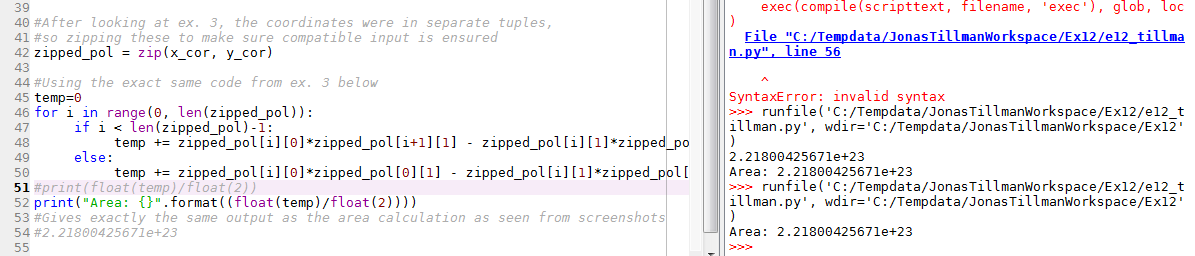 39
40 #After looking at ex. 3, the coordinates were in separate tuples,
41 #so zipping these to make sure compatible input is ensured
42 zipped_pol = zip(x_cor, y_cor)
43
44 #Using the exact same code from ex. 3 below
45 temp=0
46 for i in range(0, len(zipped_pol)):
47     if i < len(zipped_pol)-1:
48         temp += zipped_pol[i][0]*zipped_pol[i+1][1] - zipped_pol[i][1]*zipped_po
49     else:
50         temp += zipped_pol[i][0]*zipped_pol[0][1] - zipped_pol[i][1]*zipped_pol[
51 #print(float(temp)/float(2))
52 print("Area: {}".format((float(temp)/float(2))))
53 #Gives exactly the same output as the area calculation as seen from screenshots
54 #2.21800425671e+23
55
exec(compile(scripttext, filename, 'exec'), glob, loc
)
File "C:/Tempdata/JonasTillmanWorkspace/Ex12/e12_tillma
n.py", line 56
^
SyntaxError: invalid syntax
>>> runfile('C:/Tempdata/JonasTillmanWorkspace/Ex12/e12_t
illman.py', wdir='C:/Tempdata/JonasTillmanWorkspace/Ex12'
)
2.21800425671e+23
Area: 2.21800425671e+23
>>> runfile('C:/Tempdata/JonasTillmanWorkspace/Ex12/e12_t
illman.py', wdir='C:/Tempdata/JonasTillmanWorkspace/Ex12'
)
Area: 2.21800425671e+23
>>>